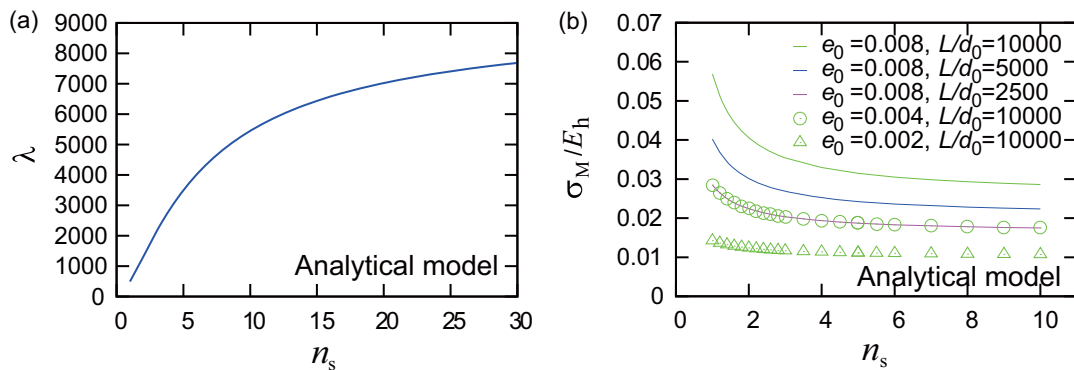 (a)
9000
8000
7000
6000
5000
4000
3000
2000
1000
0
λ
0 5 10 15 20 25 30
n_s
Analytical model
(b)
0.07
0.06
0.05
0.04
0.03
0.02
0.01
0
σ_M/E_h
e_0 =0.008, L/d_0=10000
e_0 =0.008, L/d_0=5000
e_0 =0.008, L/d_0=2500
e_0 =0.004, L/d_0=10000
e_0 =0.002, L/d_0=10000
Analytical model
0 2 4 6 8 10
n_s